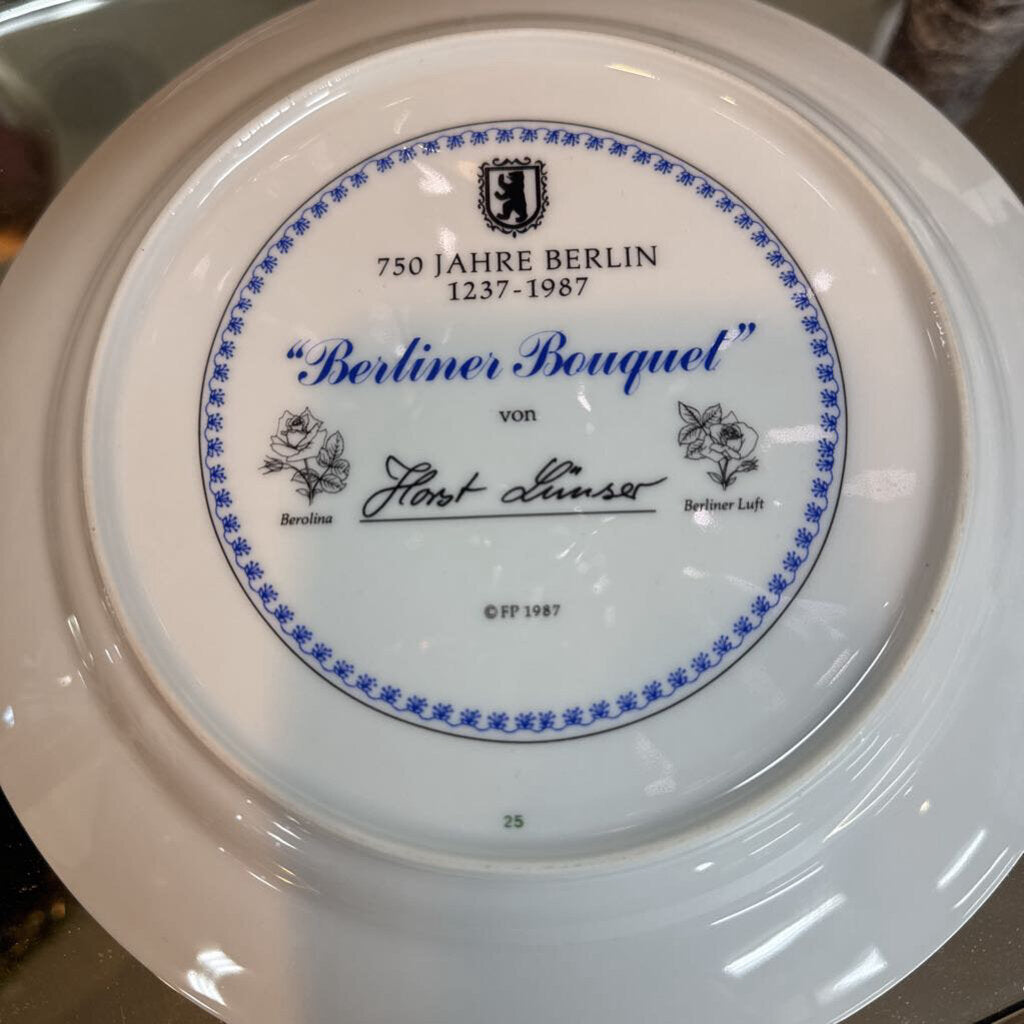 750 JAHRE BERLIN
1237-1987
“Berliner Bouquet”
von
Horst Lünser
Berolina
Berliner Luft
© FP 1987
25